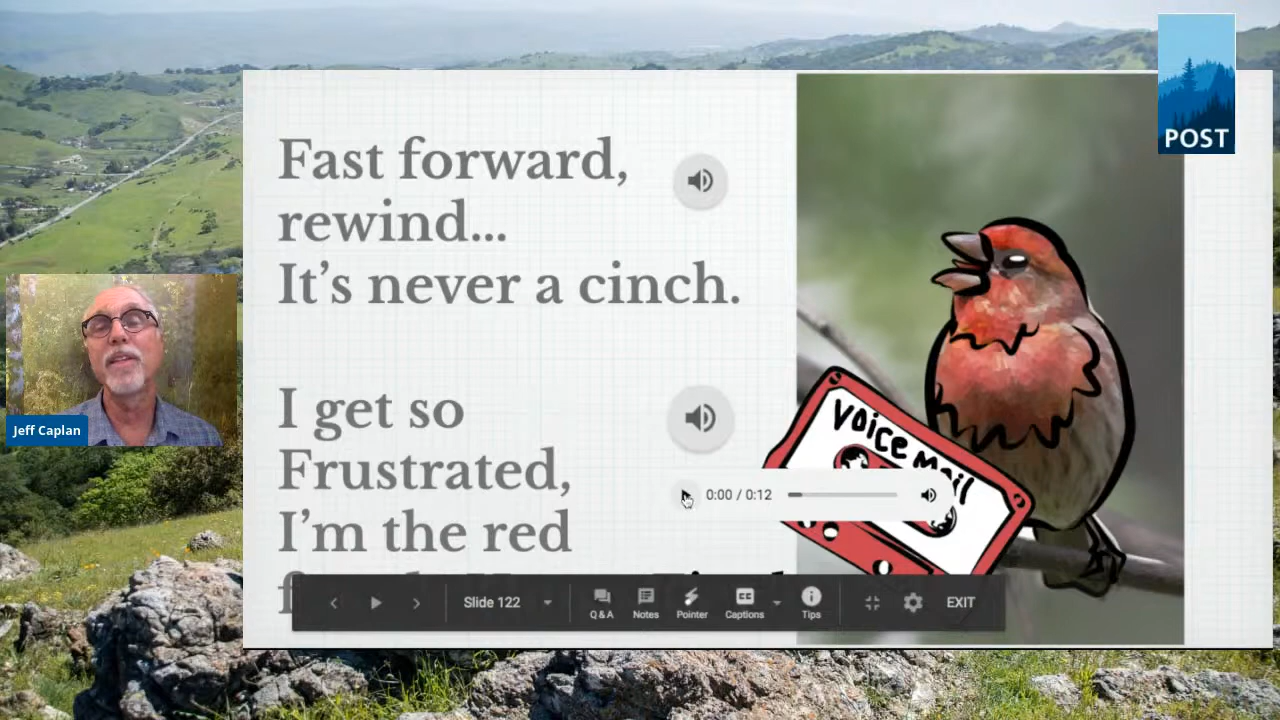 POST
Fast forward,
rewind...
It's never a cinch.
I get so
Frustrated,
I'm the red
voice mail
0:00 / 0:12
Jeff Caplan
Slide 122
Q&A
Notes
Pointer
CC
Captions
Tips
EXIT